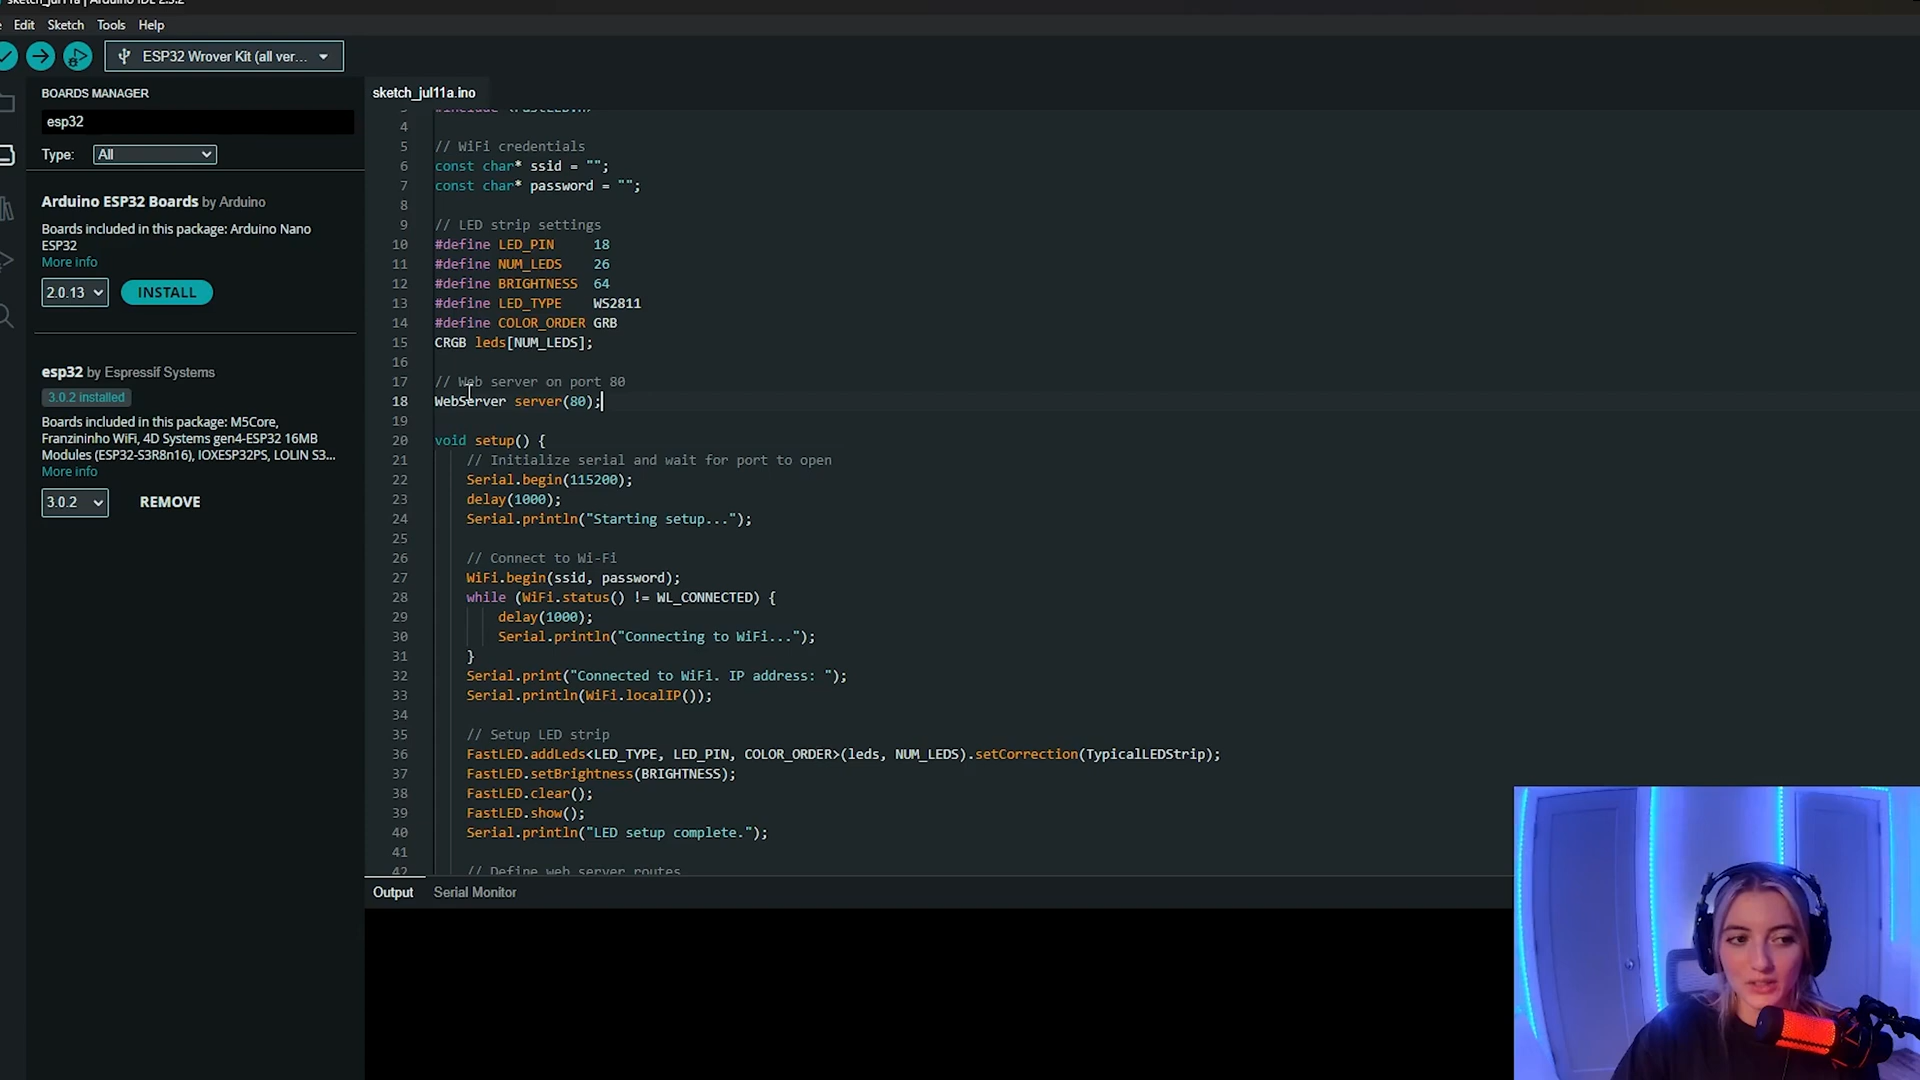 Edit Sketch Tools Help
ESP32 Wrover Kit (all ver...
BOARDS MANAGER
esp32
Type: All
Arduino ESP32 Boards by Arduino
Boards included in this package: Arduino Nano
ESP32
More info
2.0.13 INSTALL
esp32 by Espressif Systems
3.0.2 installed
Boards included in this package: M5Core,
Franzininho WiFi, 4D Systems gen4-ESP32 16MB
Modules (ESP32-S3R8n16), IOXESP32PS, LOLIN S3...
More info
3.0.2 REMOVE
sketch_jul11a.ino
4
5 // WiFi credentials
6 const char* ssid = "";
7 const char* password = "";
8
9 // LED strip settings
10 #define LED_PIN 18
11 #define NUM_LEDS 26
12 #define BRIGHTNESS 64
13 #define LED_TYPE WS2811
14 #define COLOR_ORDER GRB
15 CRGB leds[NUM_LEDS];
16
17 // Web server on port 80
18 WebServer server(80);
19
20 void setup() {
21 // Initialize serial and wait for port to open
22 Serial.begin(115200);
23 delay(1000);
24 Serial.println("Starting setup...");
25
26 // Connect to Wi-Fi
27 WiFi.begin(ssid, password);
28 while (WiFi.status() != WL_CONNECTED) {
29 delay(1000);
30 Serial.println("Connecting to WiFi...");
31 }
32 Serial.print("Connected to WiFi. IP address: ");
33 Serial.println(WiFi.localIP());
34
35 // Setup LED strip
36 FastLED.addLeds<LED_TYPE, LED_PIN, COLOR_ORDER>(leds, NUM_LEDS).setCorrection(TypicalLEDStrip);
37 FastLED.setBrightness(BRIGHTNESS);
38 FastLED.clear();
39 FastLED.show();
40 Serial.println("LED setup complete.");
41
42 // Define web server routes
Output Serial Monitor